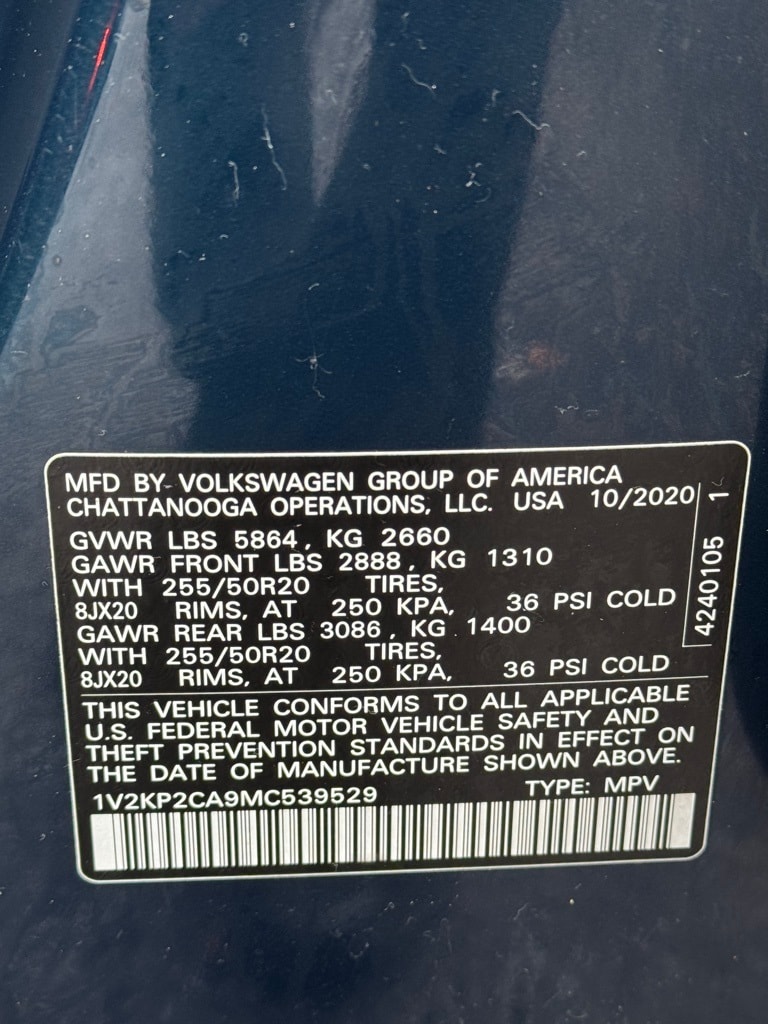 MFD BY VOLKSWAGEN GROUP OF AMERICA
CHATTANOOGA OPERATIONS, LLC. USA 10/2020
GVWR LBS 5864, KG 2660
GAWR FRONT LBS 2888, KG 1310
WITH 255/50R20 TIRES,
8JX20 RIMS, AT 250 KPA, 36 PSI COLD
GAWR REAR LBS 3086, KG 1400
WITH 255/50R20 TIRES,
8JX20 RIMS, AT 250 KPA, 36 PSI COLD
4240105 1
THIS VEHICLE CONFORMS TO ALL APPLICABLE
U.S. FEDERAL MOTOR VEHICLE SAFETY AND
THEFT PREVENTION STANDARDS IN EFFECT ON
THE DATE OF MANUFACTURE SHOWN ABOVE.
1V2KP2CA9MC539529 TYPE: MPV